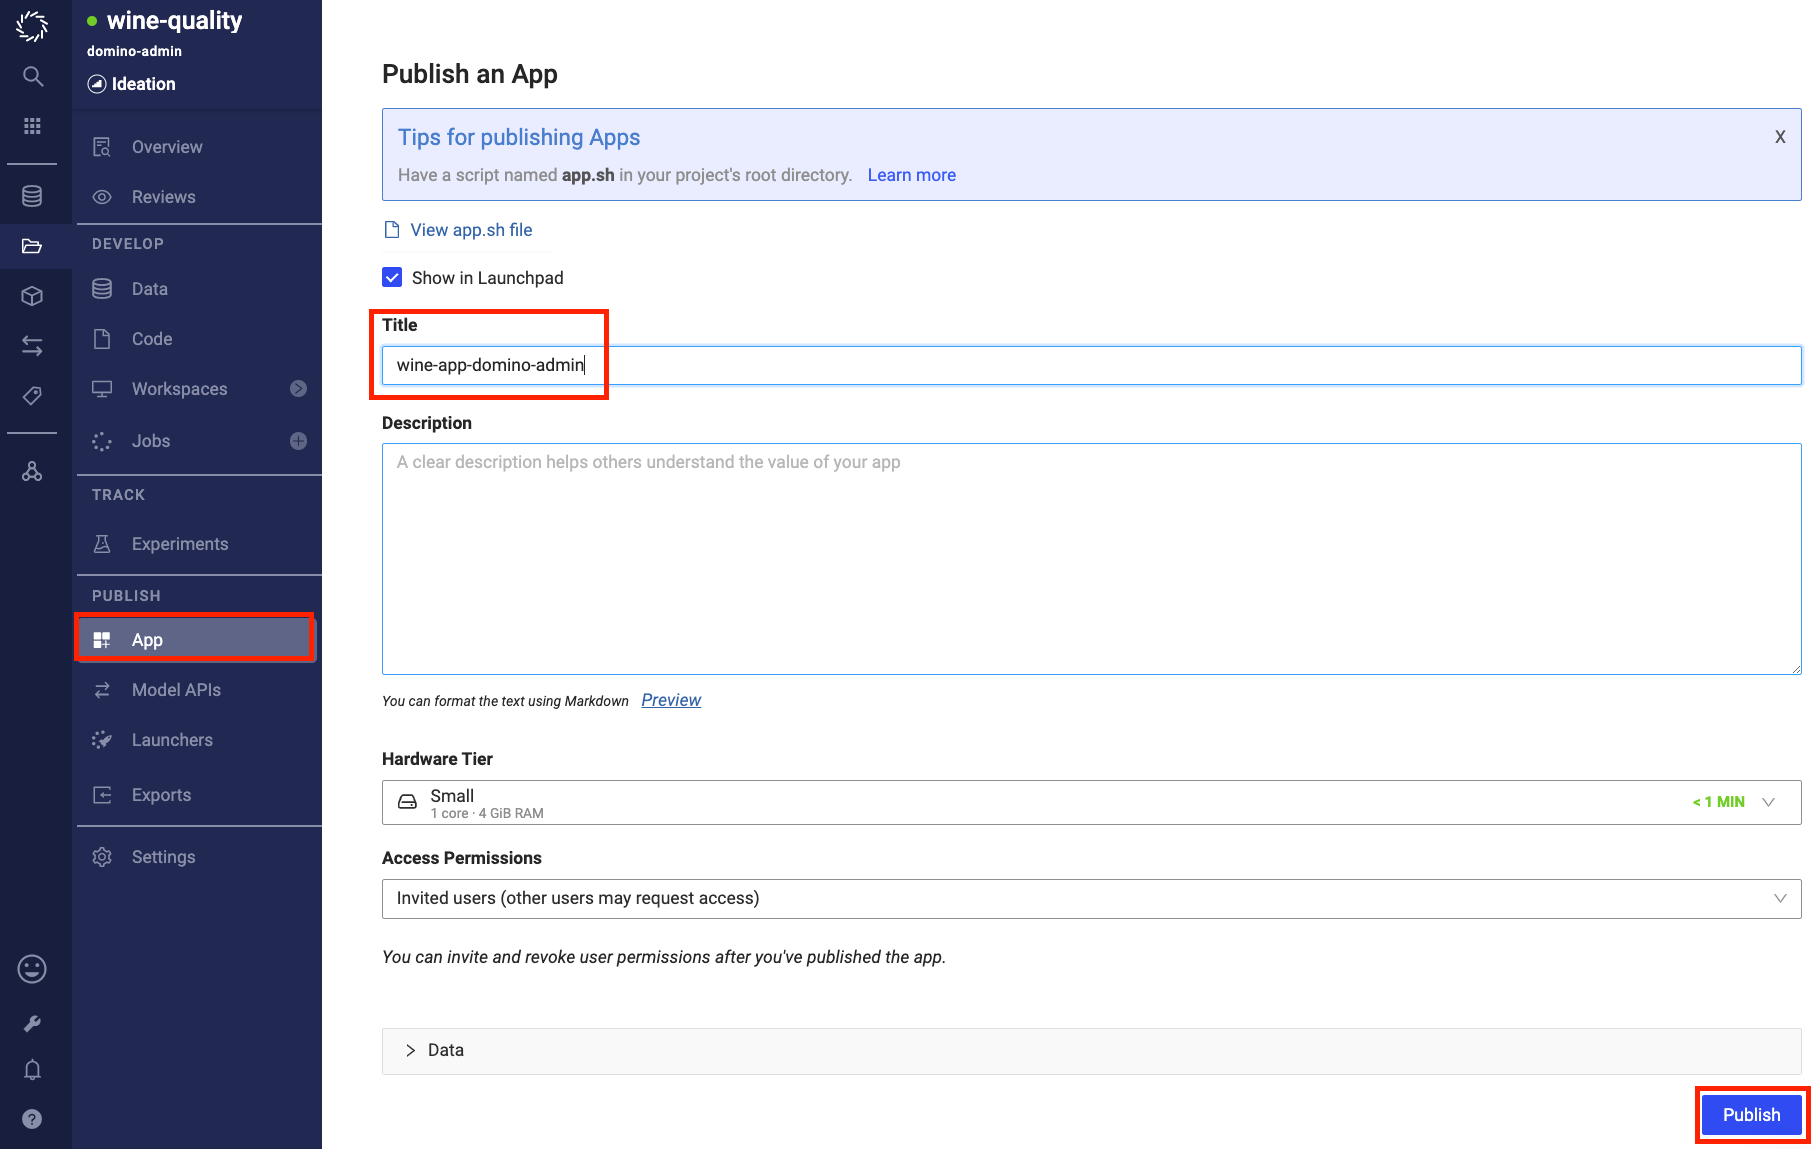 wine-quality
domino-admin
Ideation
Overview
Reviews
DEVELOP
Data
Code
Workspaces
Jobs
TRACK
Experiments
PUBLISH
App
Model APIs
Launchers
Exports
Settings
Publish an App
Tips for publishing Apps
X
Have a script named app.sh in your project's root directory. Learn more
View app.sh file
Show in Launchpad
Title
wine-app-domino-admin
Description
A clear description helps others understand the value of your app
You can format the text using Markdown Preview
Hardware Tier
Small
1 core · 4 GiB RAM
< 1 MIN
Access Permissions
Invited users (other users may request access)
You can invite and revoke user permissions after you've published the app.
Data
Publish